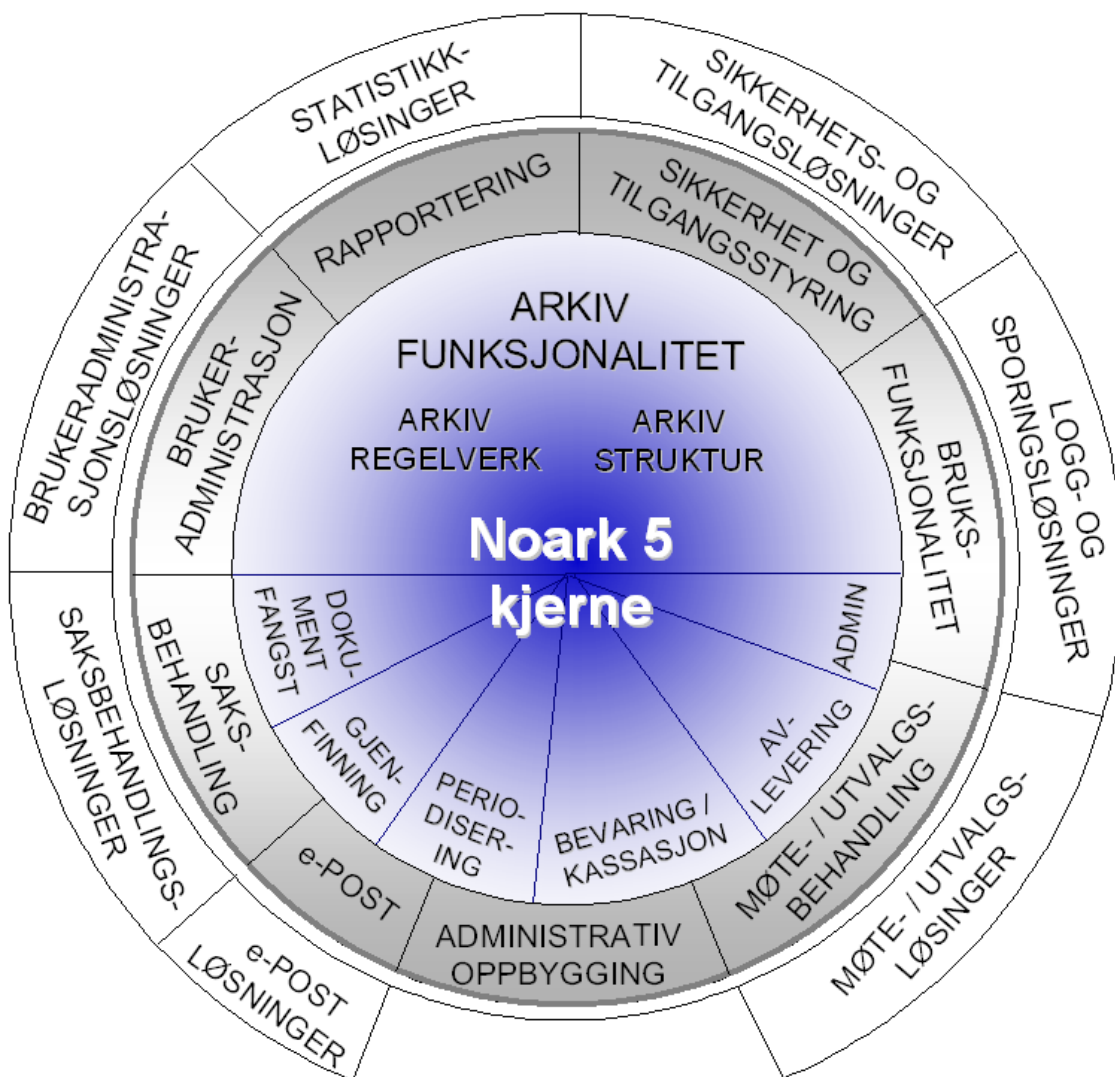 STATISTIKK-
LØSINGER
SIKKERHETS- OG
TILGANGSLØSNINGER
LOGG- OG
SPORINGSLØSNINGER
MØTE- / UTVALGS-
LØSINGER
e-POST
LØSNINGER
SAKSBEHANDLINGS-
LØSNINGER
BRUKERADMINISTRA-
SJONSLØSNINGER
RAPPORTERING
SIKKERHET OG
TILGANGSSTYRING
BRUKS-
FUNKSJONALITET
MØTE- / UTVALGS-
BEHANDLING
ADMINISTRATIV
OPPBYGGING
e-POST
SAKS-
BEHANDLING
BRUKER-
ADMINISTRASJON
ARKIV
FUNKSJONALITET
ARKIV
REGELVERK
ARKIV
STRUKTUR
Noark 5
kjerne
DOKU-
MENT
FANGST
GJEN-
FINNING
PERIO-
DISER-
ING
BEVARING /
KASSASJON
AV-
LEVERING
ADMIN